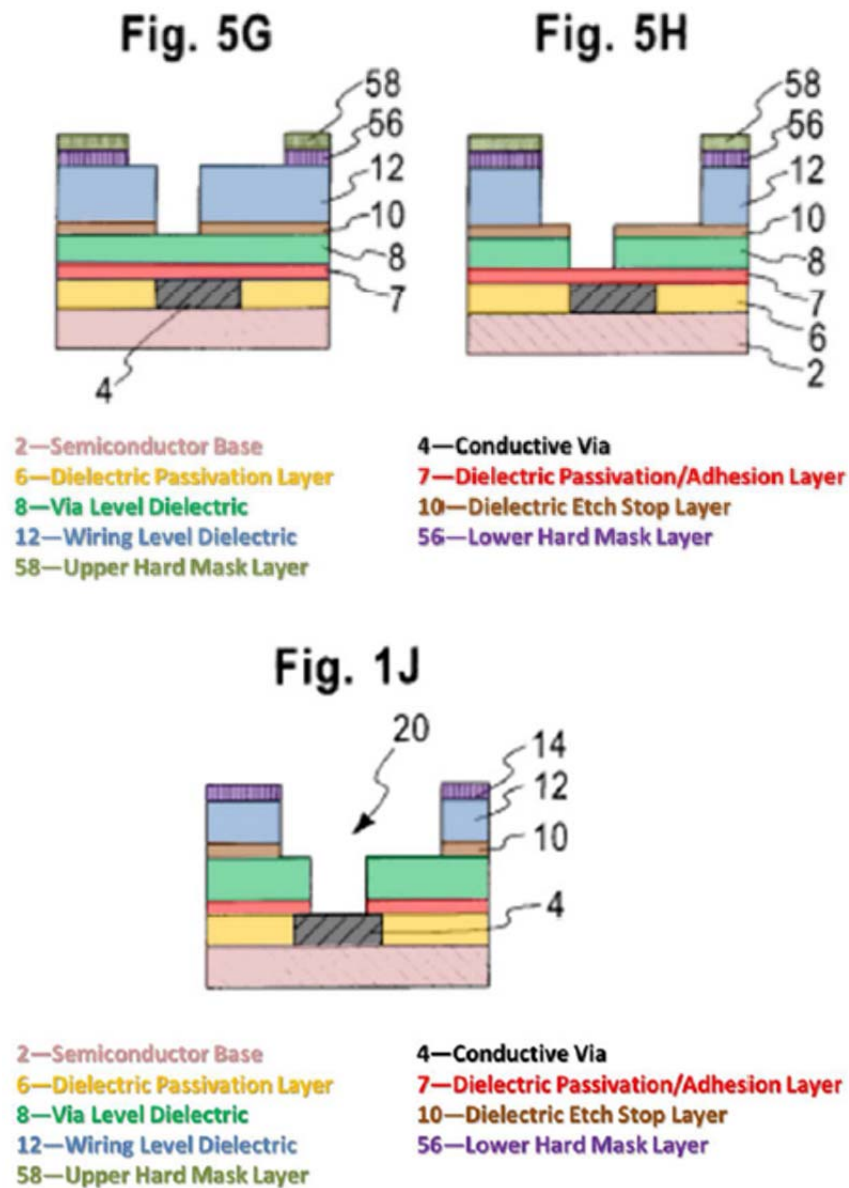 Fig. 5G
Fig. 5H
58
56
12
10
8
7
4
58
56
12
10
8
7
6
2
2—Semiconductor Base
4—Conductive Via
6—Dielectric Passivation Layer
7—Dielectric Passivation/Adhesion Layer
8—Via Level Dielectric
10—Dielectric Etch Stop Layer
12—Wiring Level Dielectric
56—Lower Hard Mask Layer
58—Upper Hard Mask Layer
Fig. 1J
20
14
12
10
4
2—Semiconductor Base
4—Conductive Via
6—Dielectric Passivation Layer
7—Dielectric Passivation/Adhesion Layer
8—Via Level Dielectric
10—Dielectric Etch Stop Layer
12—Wiring Level Dielectric
56—Lower Hard Mask Layer
58—Upper Hard Mask Layer